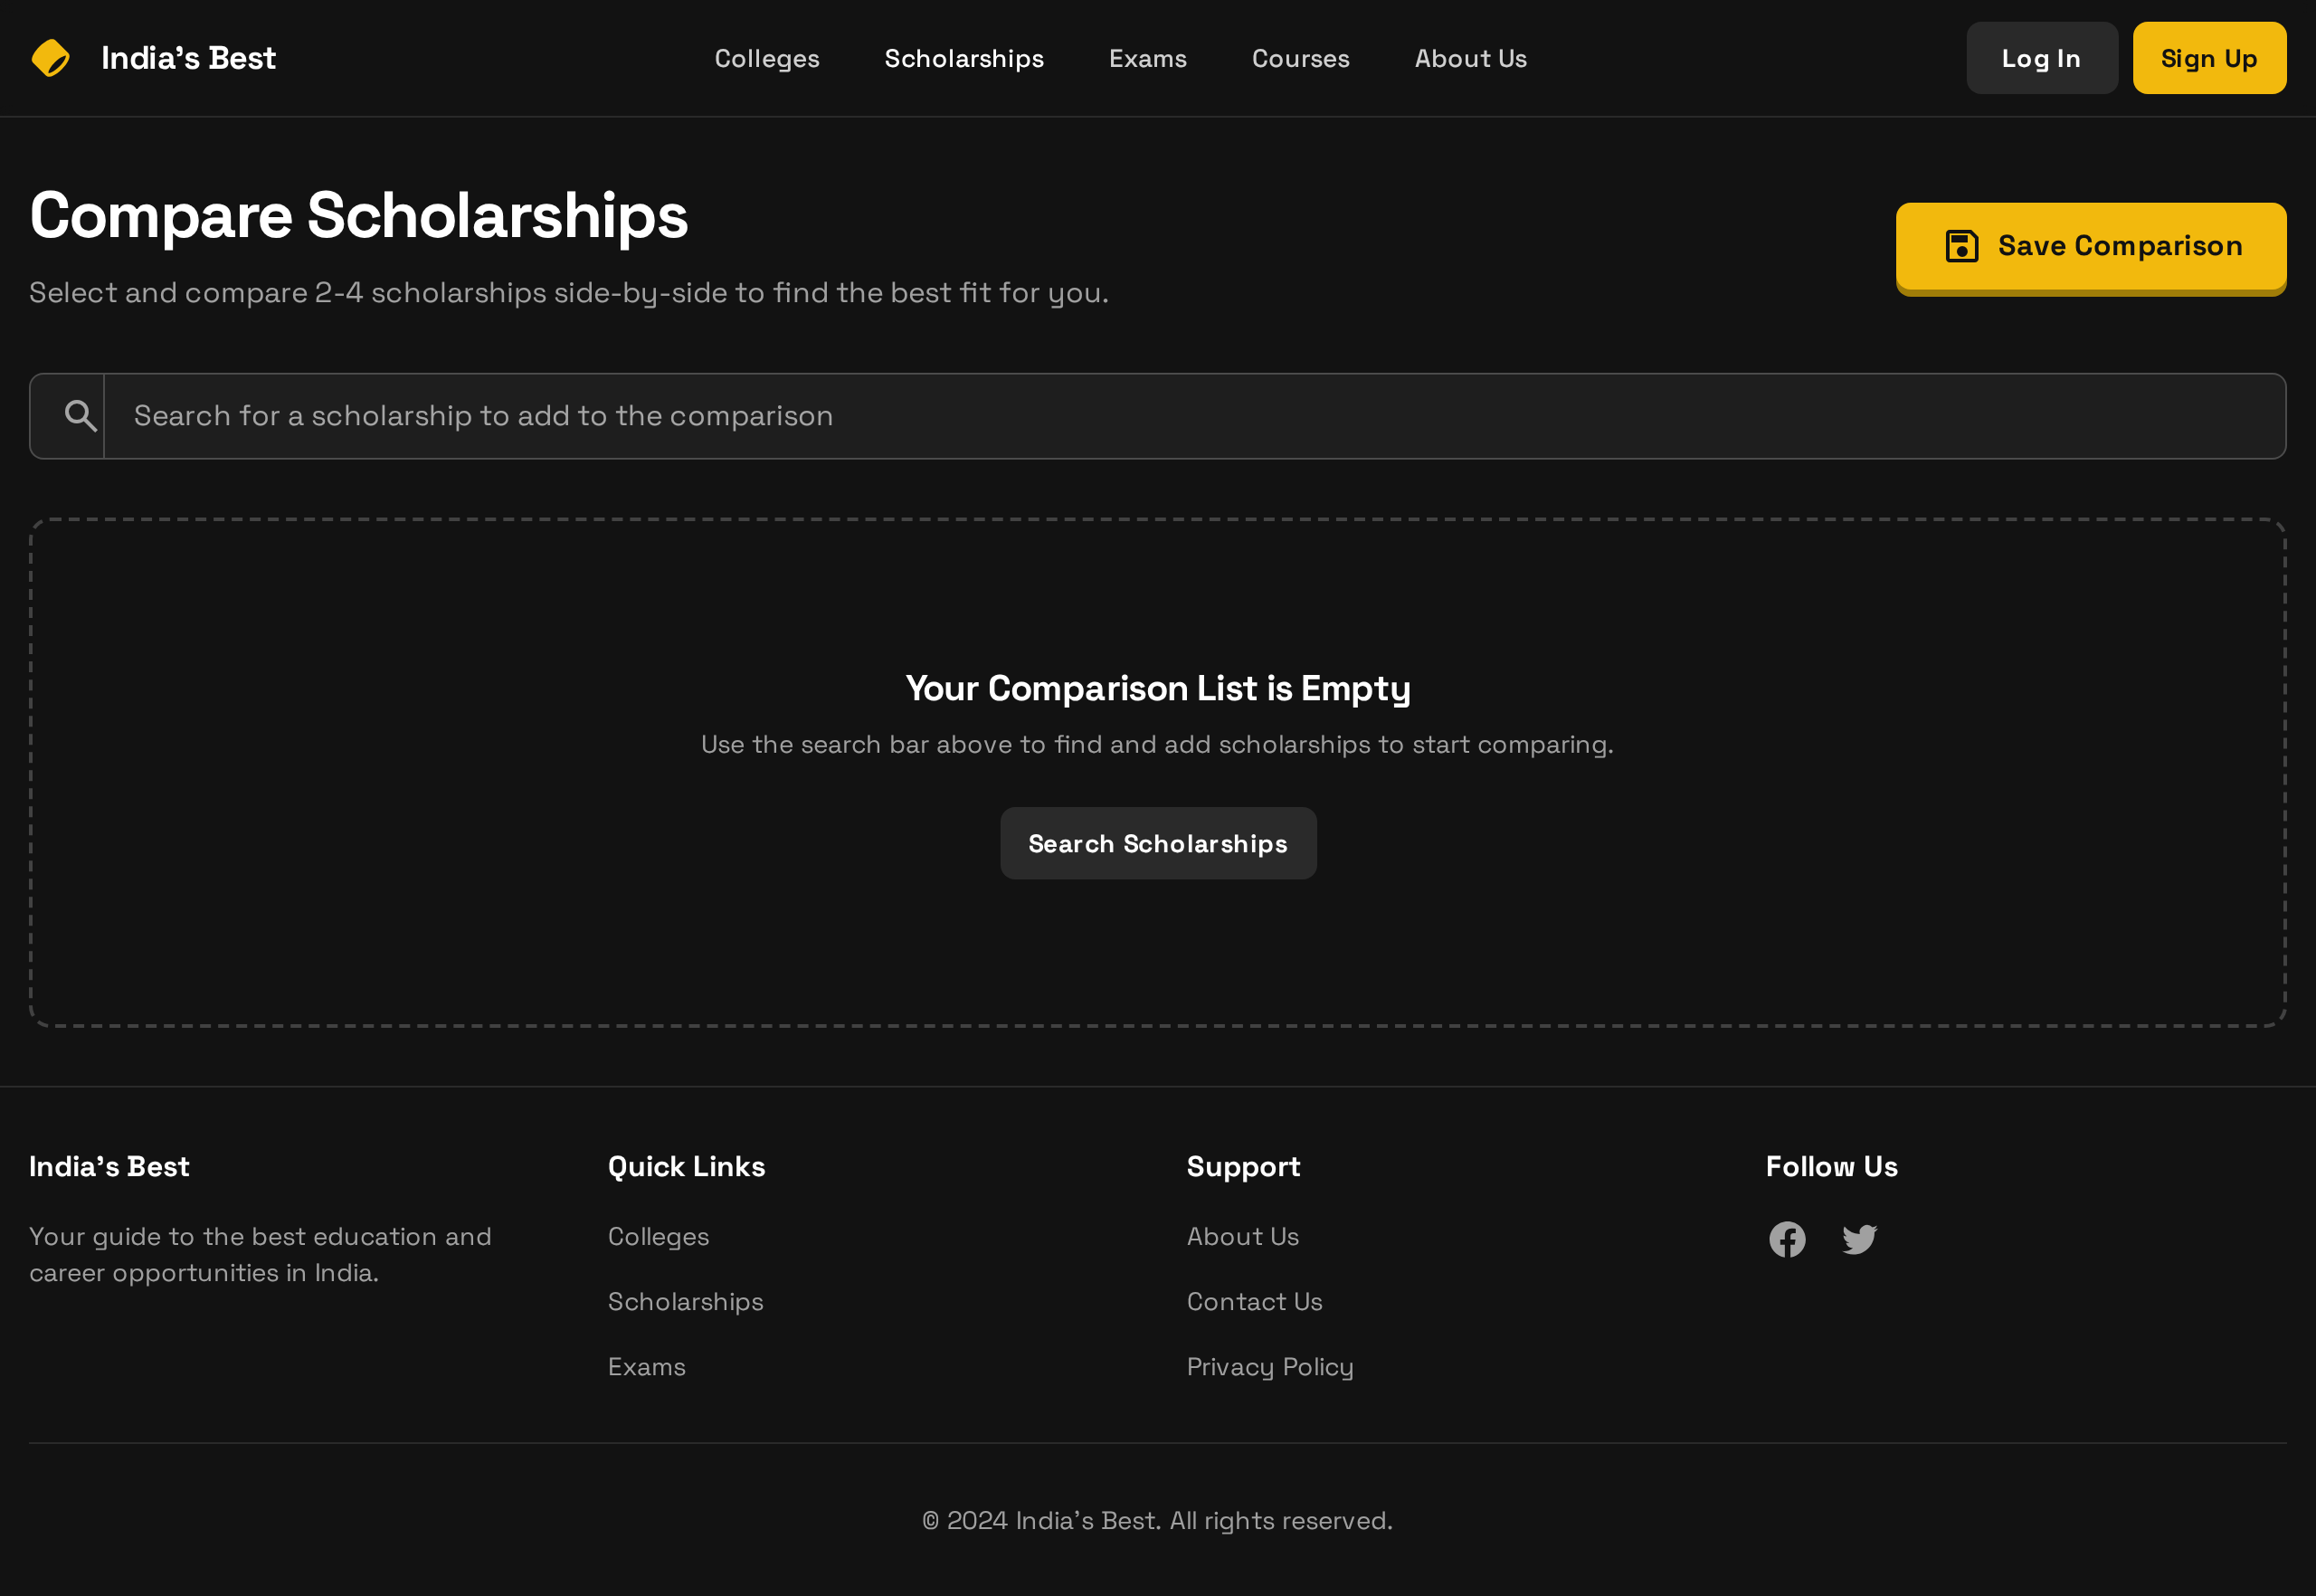 India's Best
Colleges
Scholarships
Exams
Courses
About Us
Log In
Sign Up
Compare Scholarships
Select and compare 2-4 scholarships side-by-side to find the best fit for you.
Save Comparison
Search for a scholarship to add to the comparison
Your Comparison List is Empty
Use the search bar above to find and add scholarships to start comparing.
Search Scholarships
India's Best
Your guide to the best education and
career opportunities in India.
Quick Links
Colleges
Scholarships
Exams
Support
About Us
Contact Us
Privacy Policy
Follow Us
© 2024 India's Best. All rights reserved.